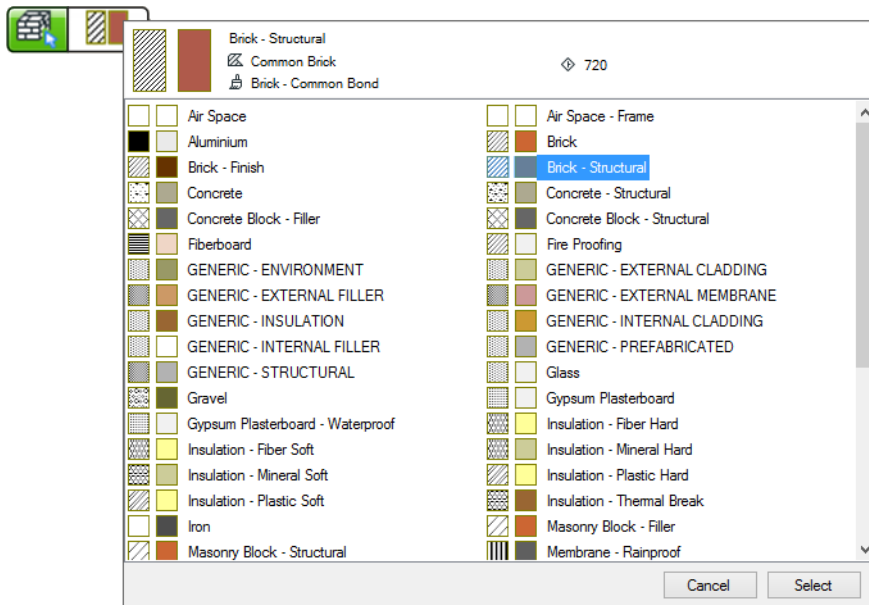 Brick - Structural
Common Brick
720
Brick - Common Bond
Air Space Air Space - Frame
Aluminium Brick
Brick - Finish Brick - Structural
Concrete Concrete - Structural
Concrete Block - Filler Concrete Block - Structural
Fiberboard Fire Proofing
GENERIC - ENVIRONMENT GENERIC - EXTERNAL CLADDING
GENERIC - EXTERNAL FILLER GENERIC - EXTERNAL MEMBRANE
GENERIC - INSULATION GENERIC - INTERNAL CLADDING
GENERIC - INTERNAL FILLER GENERIC - PREFABRICATED
GENERIC - STRUCTURAL Glass
Gravel Gypsum Plasterboard
Gypsum Plasterboard - Waterproof Insulation - Fiber Hard
Insulation - Fiber Soft Insulation - Mineral Hard
Insulation - Mineral Soft Insulation - Plastic Hard
Insulation - Plastic Soft Insulation - Thermal Break
Iron Masonry Block - Filler
Masonry Block - Structural Membrane - Rainproof
Cancel Select